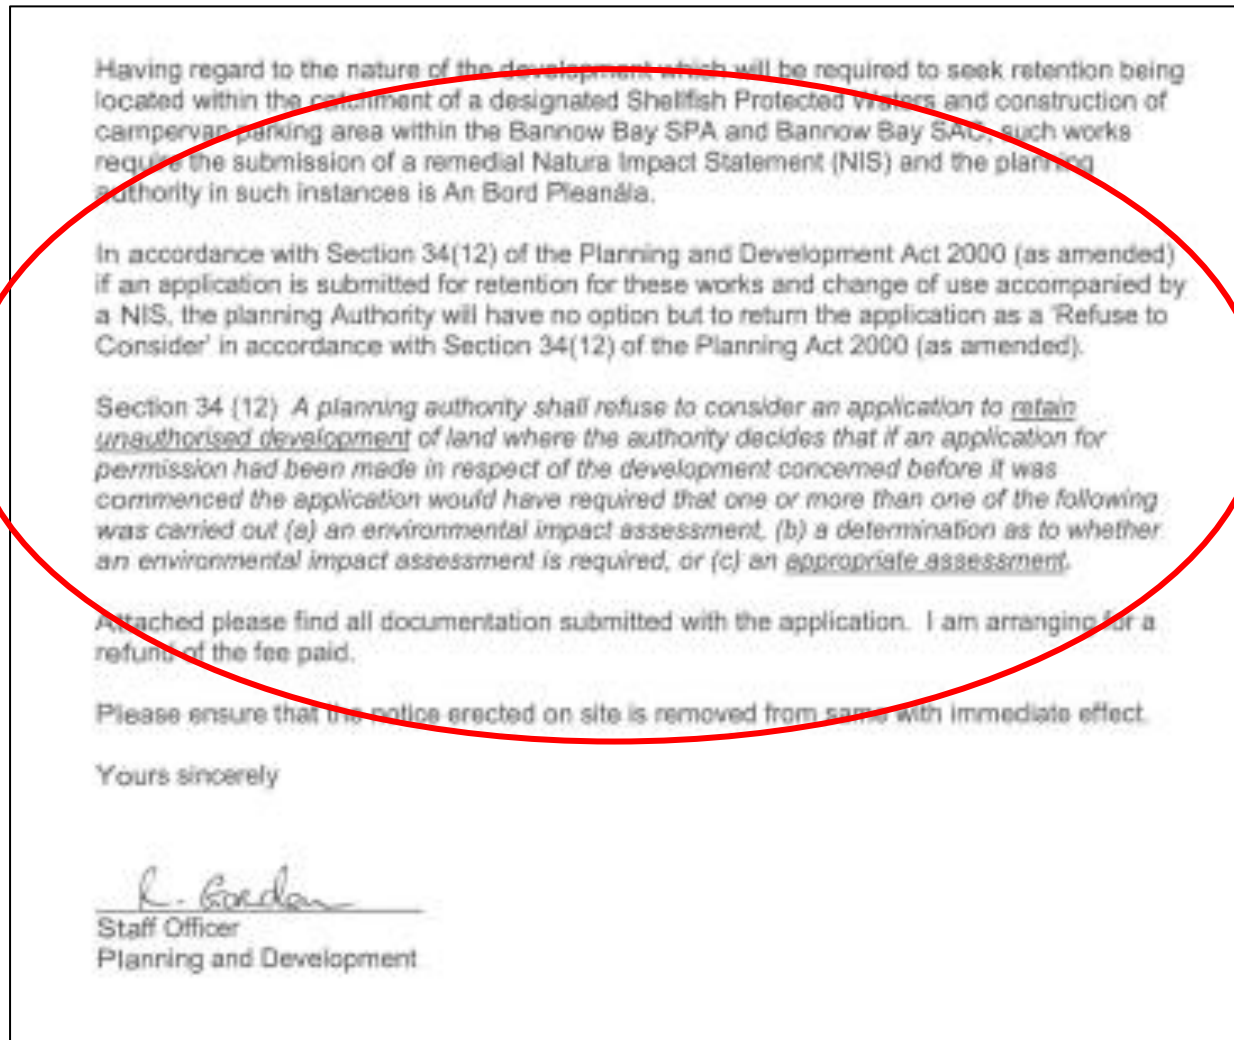 Having regard to the nature of the development which will be required to seek retention being
located within the catchment of a designated Shellfish Protected Waters and construction of
campervan parking area within the Bannow Bay SPA and Bannow Bay SAC, such works
require the submission of a remedial Natura Impact Statement (NIS) and the planning
authority in such instances is An Bord Pleanála.
In accordance with Section 34(12) of the Planning and Development Act 2000 (as amended)
if an application is submitted for retention for these works and change of use accompanied by
a NIS, the planning Authority will have no option but to return the application as a 'Refuse to
Consider' in accordance with Section 34(12) of the Planning Act 2000 (as amended).
Section 34 (12) A planning authority shall refuse to consider an application to retain
unauthorised development of land where the authority decides that if an application for
permission had been made in respect of the development concerned before it was
commenced the application would have required that one or more than one of the following
was carried out (a) an environmental impact assessment, (b) a determination as to whether
an environmental impact assessment is required, or (c) an appropriate assessment.
Attached please find all documentation submitted with the application. I am arranging for a
refund of the fee paid.
Please ensure that the notice erected on site is removed from same with immediate effect.
Yours sincerely
R. Gordon
Staff Officer
Planning and Development